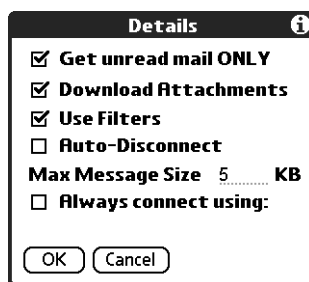 Details
Get unread mail ONLY
Download Attachments
Use Filters
Auto-Disconnect
Max Message Size 5 KB
Always connect using:
OK Cancel